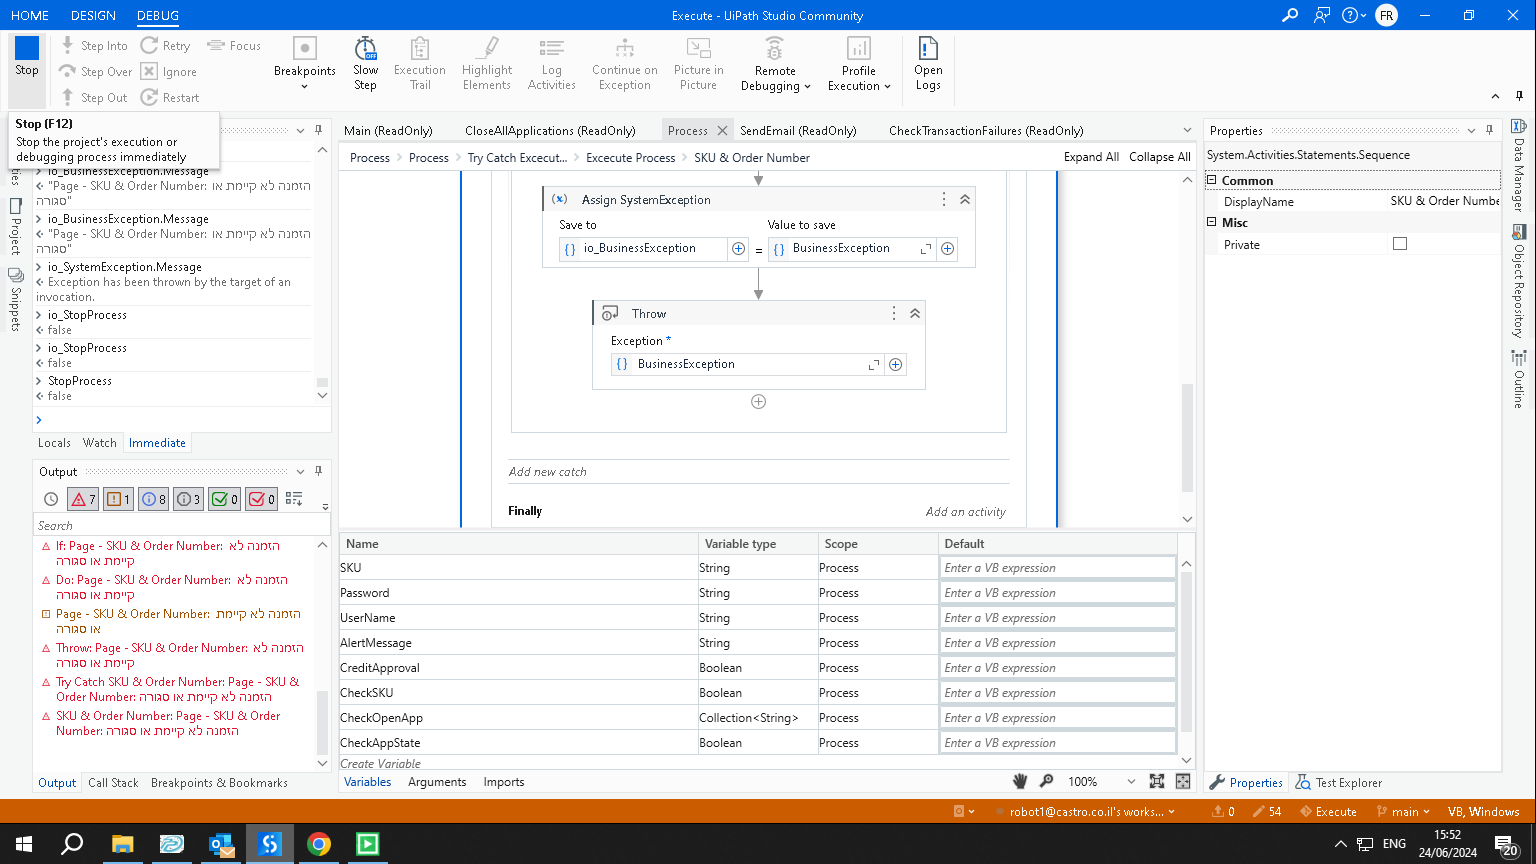 HOME DESIGN DEBUG Execute - UiPath Studio Community FR
Stop
Step Into Retry Focus
Step Over Ignore
Step Out Restart
Breakpoints
Slow Step
Execution Trail
Highlight Elements
Log Activities
Continue on Exception
Picture in Picture
Remote Debugging
Profile Execution
Open Logs
Stop (F12)
Stop the project's execution or
debugging process immediately
Main (ReadOnly) CloseAllApplications (ReadOnly) Process SendEmail (ReadOnly) CheckTransactionFailures (ReadOnly)
Process Process Try Catch Excecut... Excecute Process SKU & Order Number Expand All Collapse All
Project
Snippets
io_BusinessException.Message
"Page - SKU & Order Number: הזמנה לא קיימת או
סגורה"
io_BusinessException.Message
"Page - SKU & Order Number: הזמנה לא קיימת או
סגורה"
io_SystemException.Message
Exception has been thrown by the target of an
invocation.
io_StopProcess
false
io_StopProcess
false
StopProcess
false
Locals Watch Immediate
Assign SystemException
Save to Value to save
io_BusinessException = BusinessException
Throw
Exception *
BusinessException
Add new catch
Finally Add an activity
Output
7 1 8 3 0 0
Search
If: Page - SKU & Order Number: הזמנה לא
קיימת או סגורה
Do: Page - SKU & Order Number: הזמנה לא
קיימת או סגורה
Page - SKU & Order Number: הזמנה לא קיימת
או סגורה
Throw: Page - SKU & Order Number: הזמנה לא
קיימת או סגורה
Try Catch SKU & Order Number: Page - SKU &
Order Number: הזמנה לא קיימת או סגורה
SKU & Order Number: Page - SKU & Order
Number: הזמנה לא קיימת או סגורה
Output Call Stack Breakpoints & Bookmarks
Name Variable type Scope Default
SKU String Process Enter a VB expression
Password String Process Enter a VB expression
UserName String Process Enter a VB expression
AlertMessage String Process Enter a VB expression
CreditApproval Boolean Process Enter a VB expression
CheckSKU Boolean Process Enter a VB expression
CheckOpenApp Collection<String> Process Enter a VB expression
CheckAppState Boolean Process Enter a VB expression
Create Variable
Variables Arguments Imports 100%
Properties
System.Activities.Statements.Sequence
Common
DisplayName SKU & Order Numbe
Misc
Private
Properties Test Explorer
Data Manager
Object Repository
Outline
robot1@castro.co.il's works... 0 54 Execute main VB, Windows
ENG 15:52
24/06/2024
20